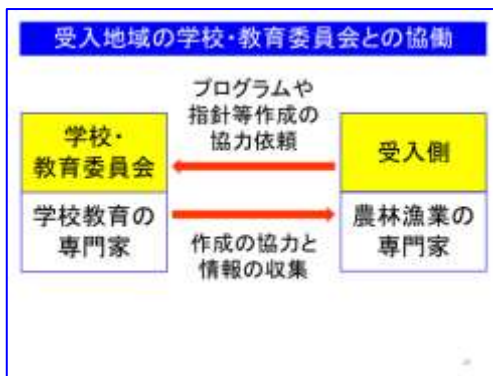 受入地域の学校・教育委員会との協働
プログラムや
指針等作成の
協力依頼
学校・
教育委員会
受入側
学校教育の
専門家
農林漁業の
専門家
作成の協力と
情報の収集